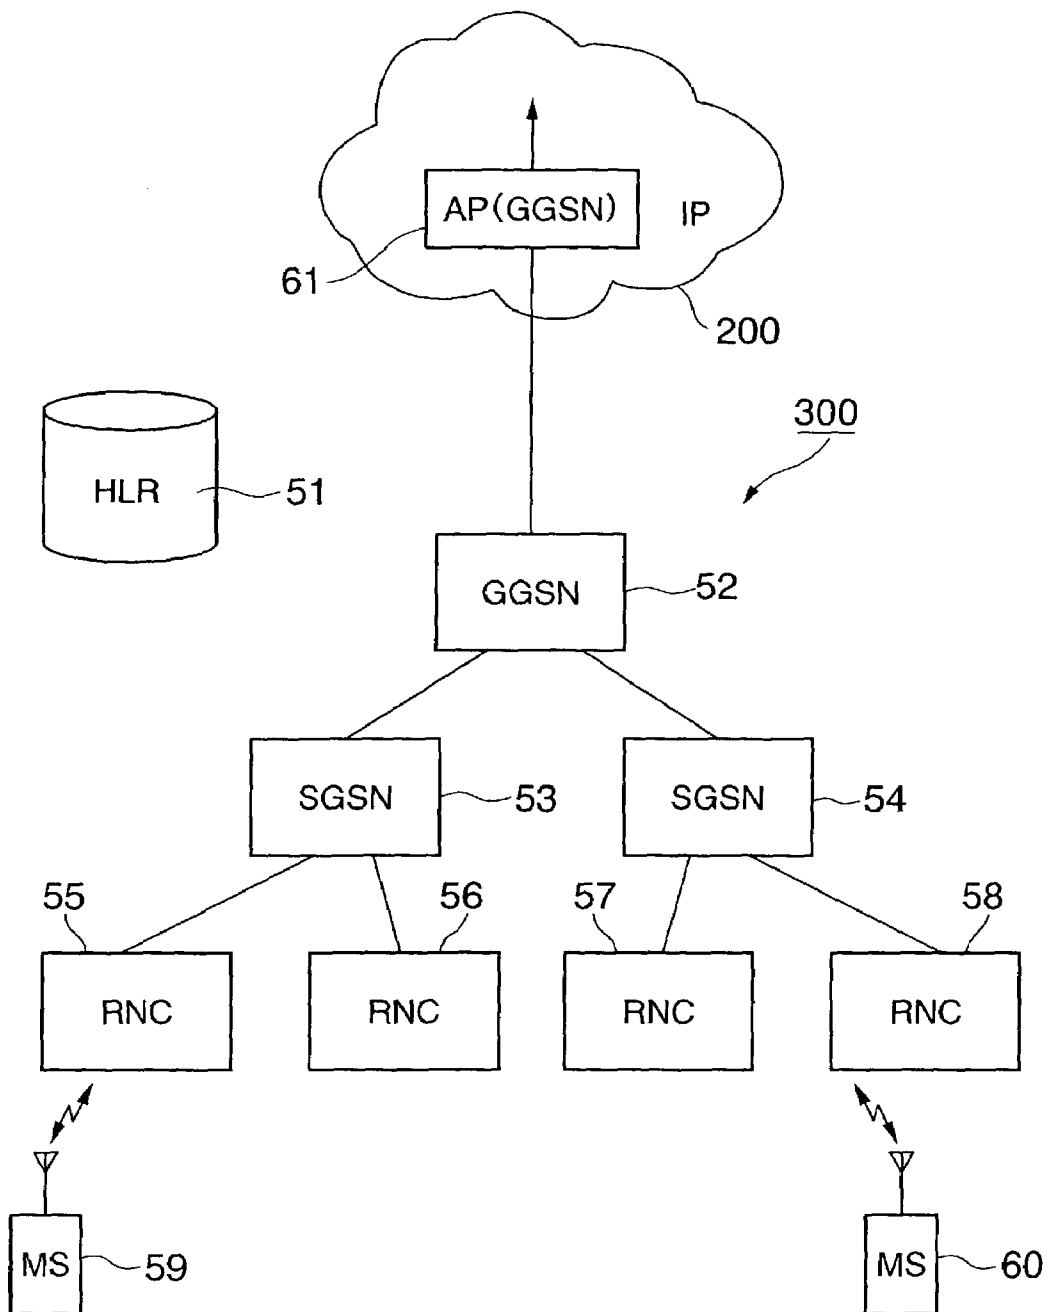 AP(GGSN)
IP
61
200
300
HLR
51
GGSN
52
SGSN
53
SGSN
54
55
56
57
58
RNC
RNC
RNC
RNC
MS
59
MS
60